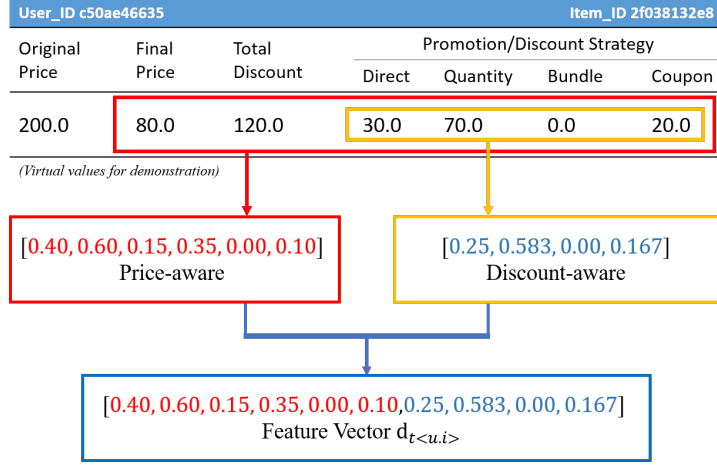 User_ID c50ae46635 Item_ID 2f038132e8
Original Price Final Price Total Discount Promotion/Discount Strategy
Direct Quantity Bundle Coupon
200.0 80.0 120.0 30.0 70.0 0.0 20.0
(Virtual values for demonstration)
[0.40, 0.60, 0.15, 0.35, 0.00, 0.10]
Price-aware
[0.25, 0.583, 0.00, 0.167]
Discount-aware
[0.40, 0.60, 0.15, 0.35, 0.00, 0.10,0.25, 0.583, 0.00, 0.167]
Feature Vector d_{t<u.i>}